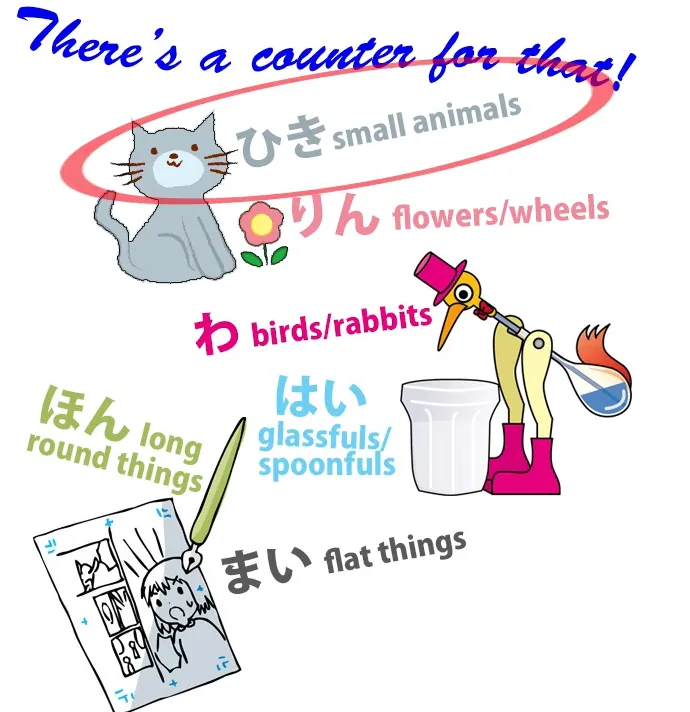 There's a counter for that!
ひき small animals
りん flowers/wheels
わ birds/rabbits
はい
glassfuls/
spoonfuls
ほん long
round things
まい flat things